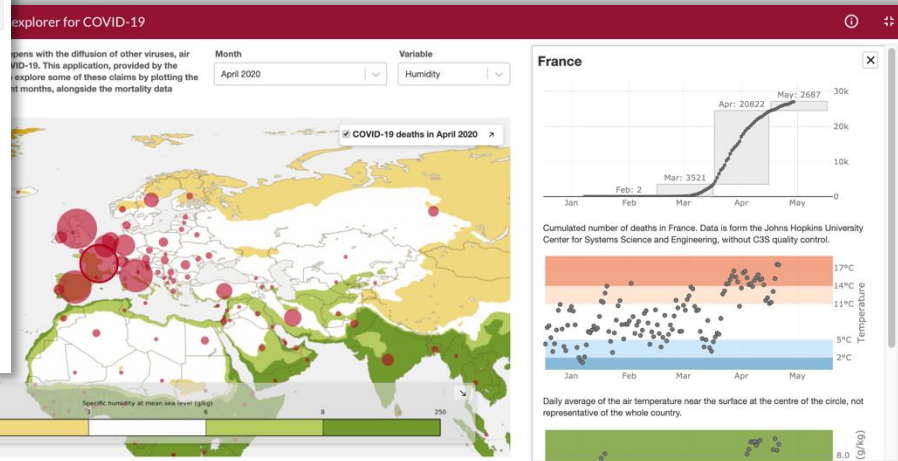 explorer for COVID-19
pens with the diffusion of other viruses, air
VID-19. This application, provided by the
explore some of these claims by plotting the
nt months, alongside the mortality data
Month
April 2020
Variable
Humidity
COVID-19 deaths in April 2020
Specific humidity at mean sea level (g/kg)
3 6 8 250
France
30k
20k
10k
0
Feb: 2
Mar: 3521
Apr: 20822
May: 2687
Jan Feb Mar Apr May
Cumulated number of deaths in France. Data is form the Johns Hopkins University
Center for Systems Science and Engineering, without C3S quality control.
17°C
14°C
11°C
5°C
2°C
Temperature
Jan Feb Mar Apr May
Daily average of the air temperature near the surface at the centre of the circle, not
representative of the whole country.
8.0
(g/kg)